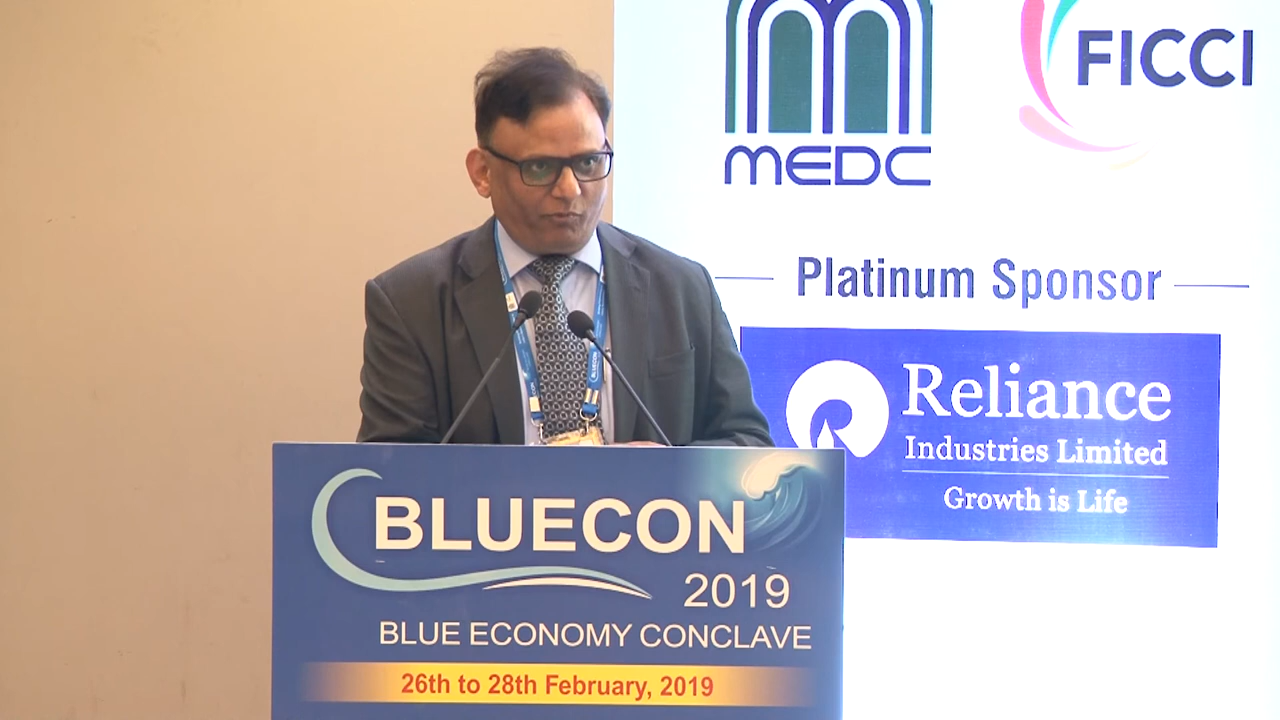 MEDC
FICCI
Platinum Sponsor
Reliance
Industries Limited
Growth is Life
BLUECON
BLUECON
2019
BLUE ECONOMY CONCLAVE
26th to 28th February, 2019